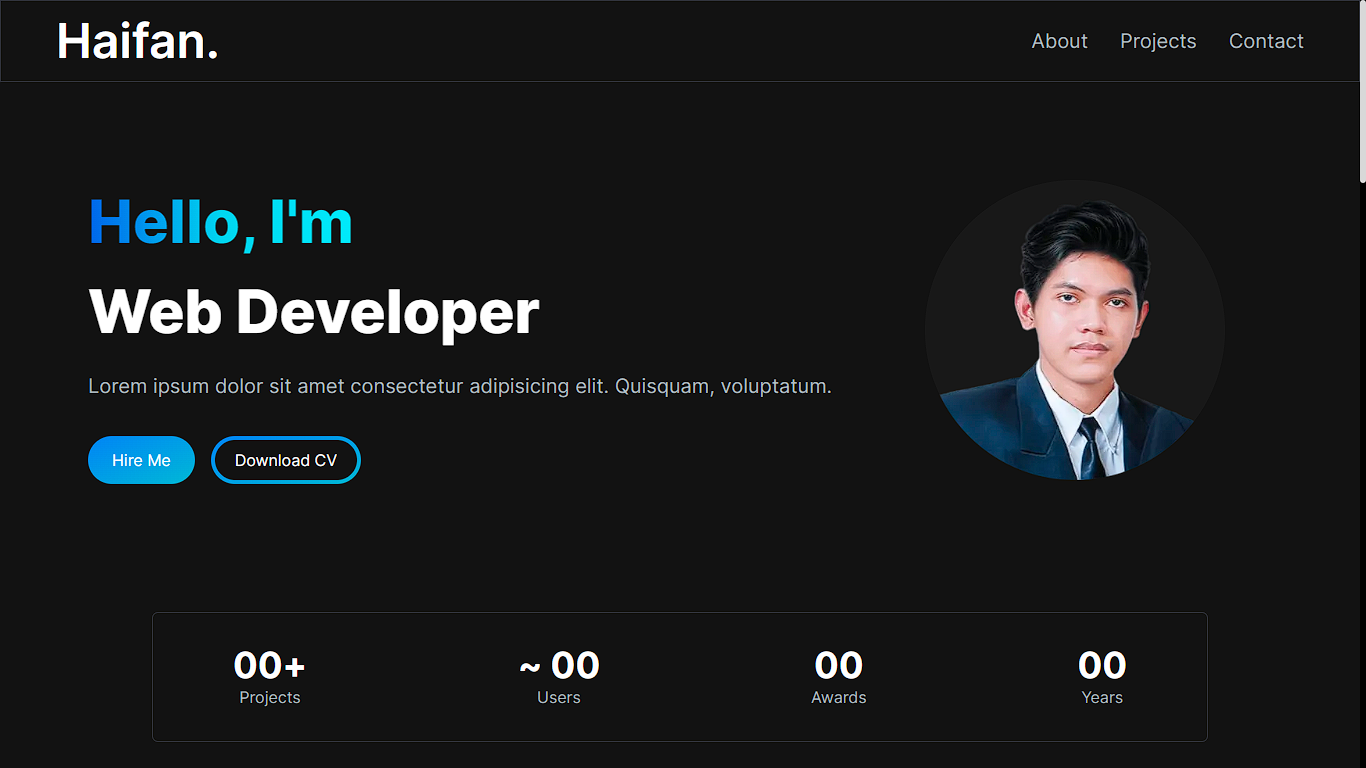 Haifan.
About Projects Contact
Hello, I'm
Web Developer
Lorem ipsum dolor sit amet consectetur adipisicing elit. Quisquam, voluptatum.
Hire Me Download CV
00+ ~ 00 00 00
Projects Users Awards Years